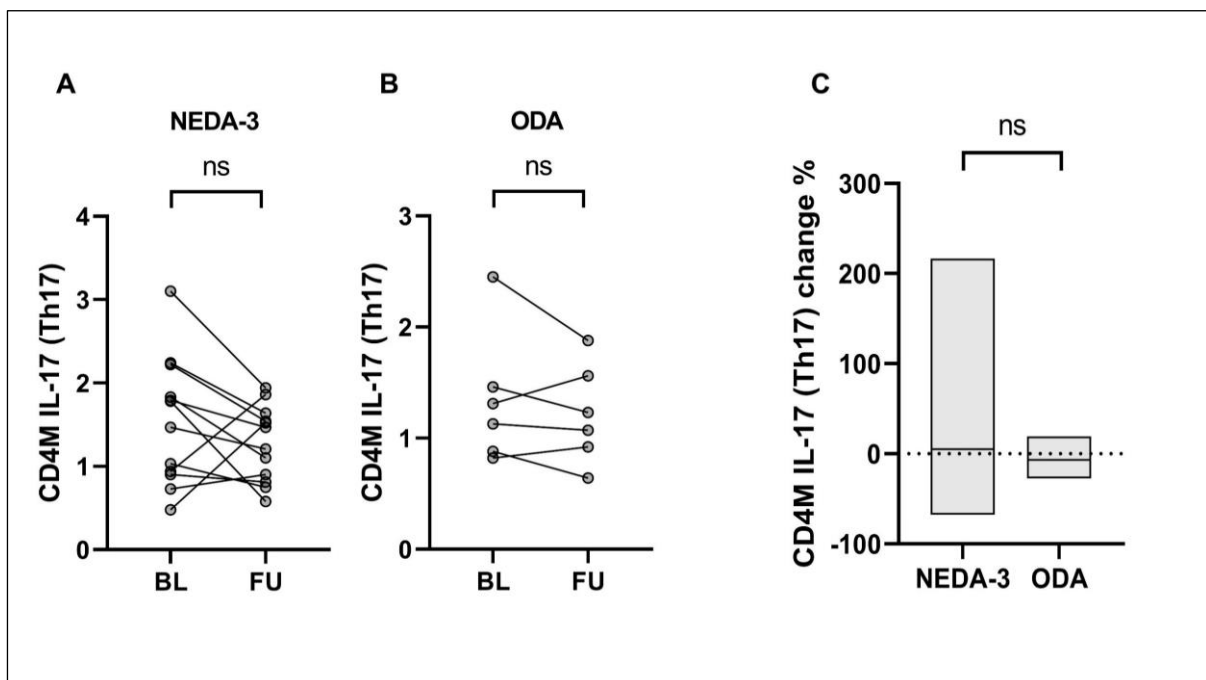 A
NEDA-3
ns
CD4M IL-17 (Th17)
4
3
2
1
0
BL
FU
B
ODA
ns
CD4M IL-17 (Th17)
3
2
1
0
BL
FU
C
ns
CD4M IL-17 (Th17) change %
300
200
100
0
-100
NEDA-3
ODA